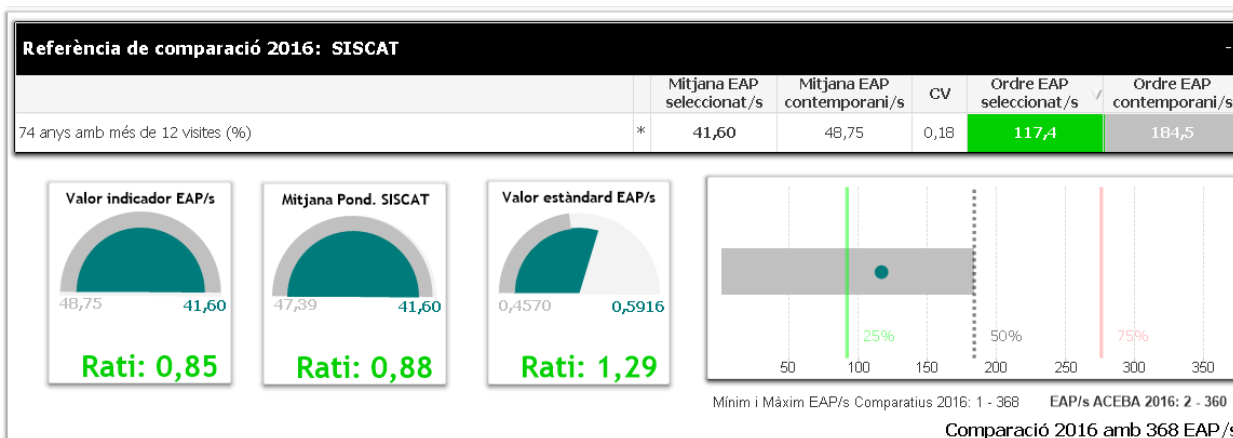 Referència de comparació 2016: SISCAT -
Mitjana EAP seleccionat/s Mitjana EAP contemporani/s CV Ordre EAP seleccionat/s Ordre EAP contemporani/s
74 anys amb més de 12 visites (%) * 41,60 48,75 0,18 117,4 184,5
Valor indicador EAP/s
48,75 41,60
Rati: 0,85
Mitjana Pond. SISCAT
47,39 41,60
Rati: 0,88
Valor estàndard EAP/s
0,4570 0,5916
Rati: 1,29
25% 50% 75%
50 100 150 200 250 300 350
Mínim i Màxim EAP/s Comparatius 2016: 1 - 368 EAP/s ACEBA 2016: 2 - 360
Comparació 2016 amb 368 EAP/s